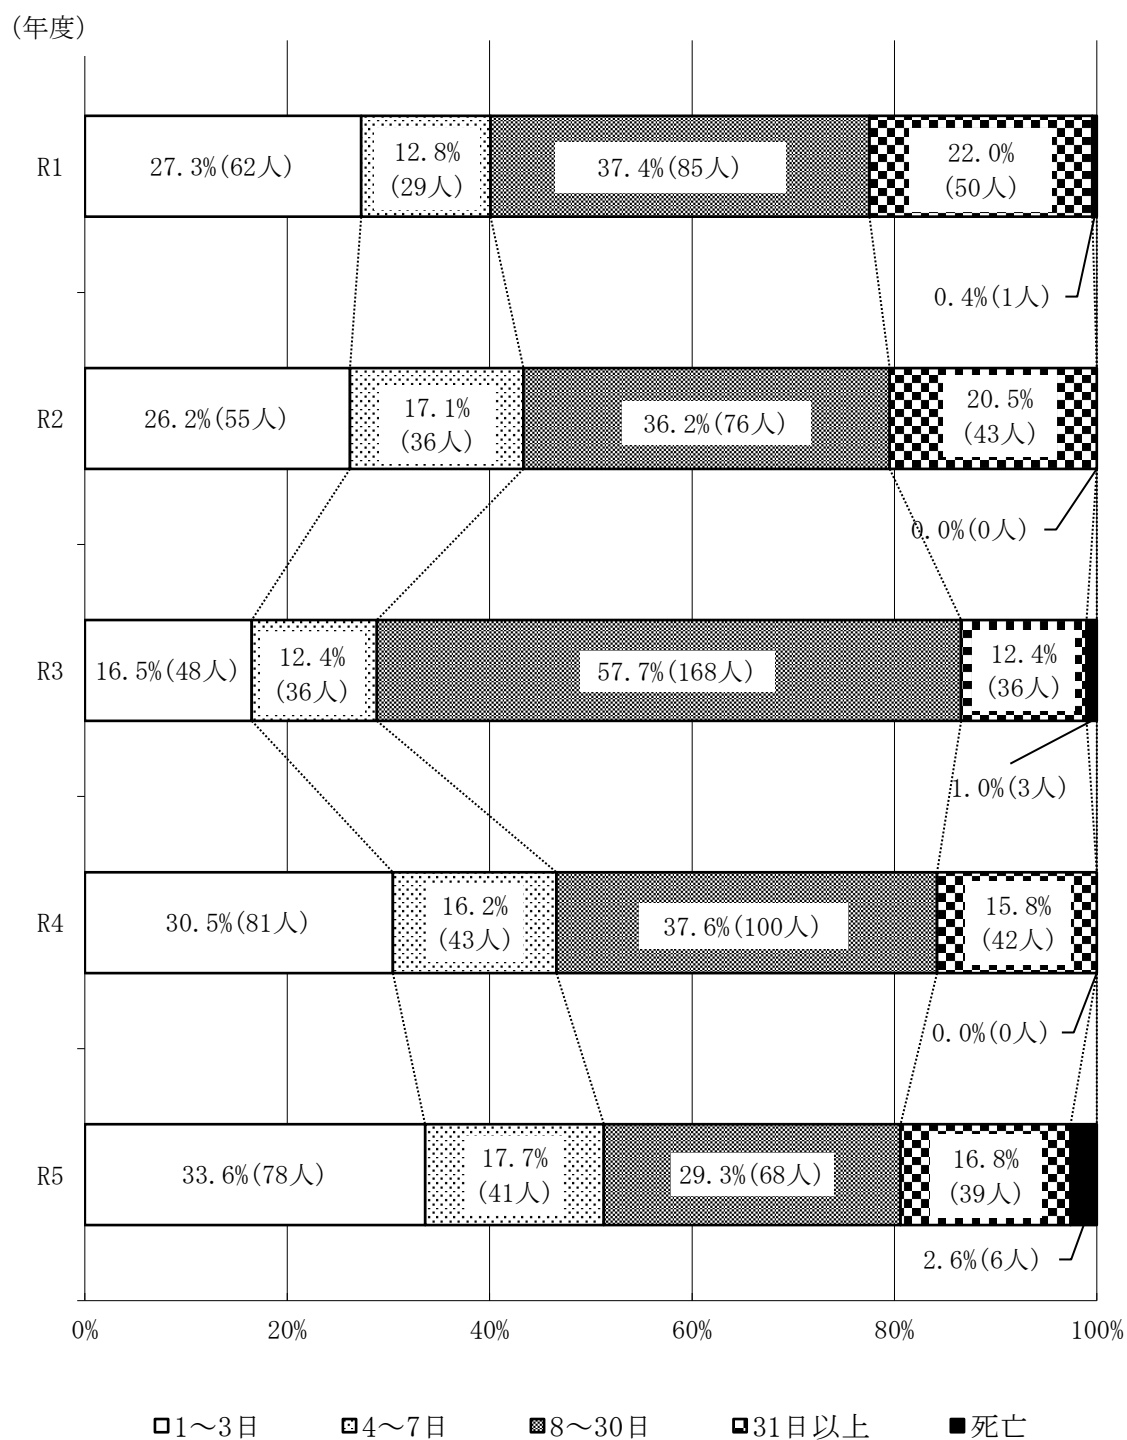 (年度)
R1
27.3%(62人)
12.8%
(29人)
37.4%(85人)
22.0%
(50人)
0.4%(1人)
R2
26.2%(55人)
17.1%
(36人)
36.2%(76人)
20.5%
(43人)
0.0%(0人)
R3
16.5%(48人)
12.4%
(36人)
57.7%(168人)
12.4%
(36人)
1.0%(3人)
R4
30.5%(81人)
16.2%
(43人)
37.6%(100人)
15.8%
(42人)
0.0%(0人)
R5
33.6%(78人)
17.7%
(41人)
29.3%(68人)
16.8%
(39人)
2.6%(6人)
0% 20% 40% 60% 80% 100%
1～3日 4～7日 8～30日 31日以上 死亡